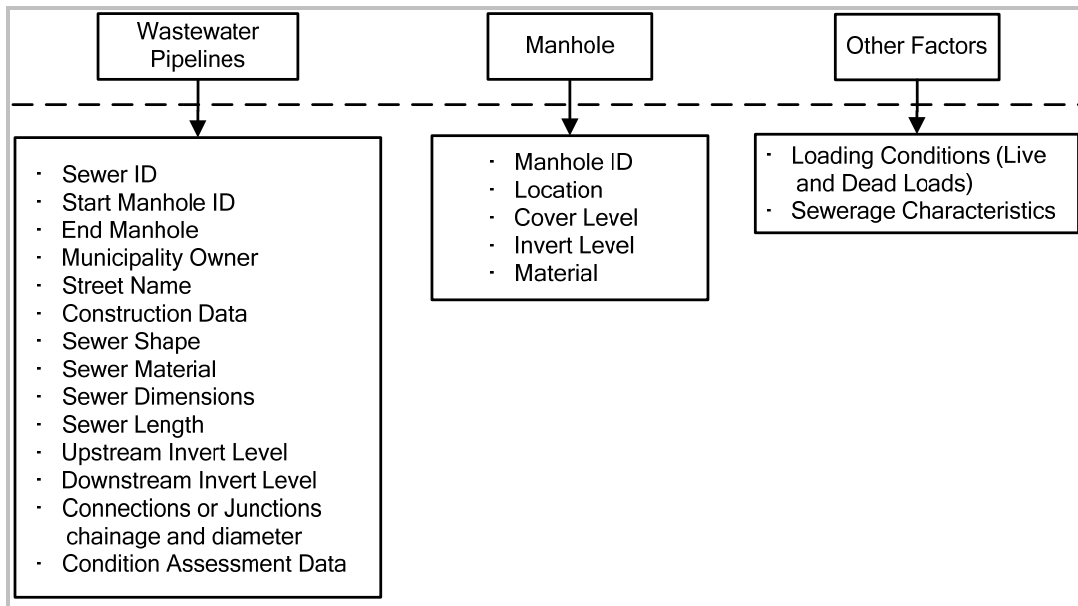 Wastewater
Pipelines
Manhole
Other Factors
· Sewer ID
· Start Manhole ID
· End Manhole
· Municipality Owner
· Street Name
· Construction Data
· Sewer Shape
· Sewer Material
· Sewer Dimensions
· Sewer Length
· Upstream Invert Level
· Downstream Invert Level
· Connections or Junctions
chainage and diameter
· Condition Assessment Data
· Manhole ID
· Location
· Cover Level
· Invert Level
· Material
· Loading Conditions (Live
and Dead Loads)
· Sewerage Characteristics